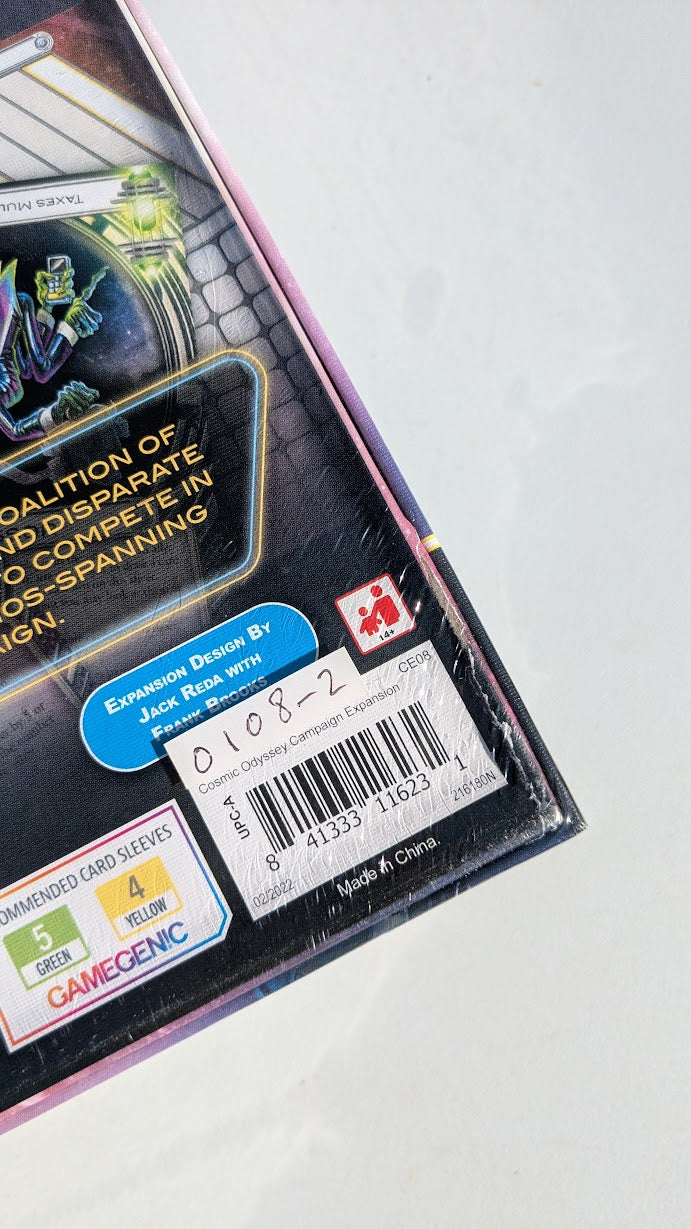 TAXES MUL
OALITION OF
ND DISPARATE
O COMPETE IN
OS-SPANNING
IGN.
EXPANSION DESIGN BY
JACK REDA WITH
FRANK BROOKS
14+
0108-2
CE08
Cosmic Odyssey Campaign Expansion
UPC-A
8 41333 11623 1
02/2022
216180N
Made in China.
OMMENDED CARD SLEEVES
5
GREEN
4
YELLOW
GAMEGEN!C